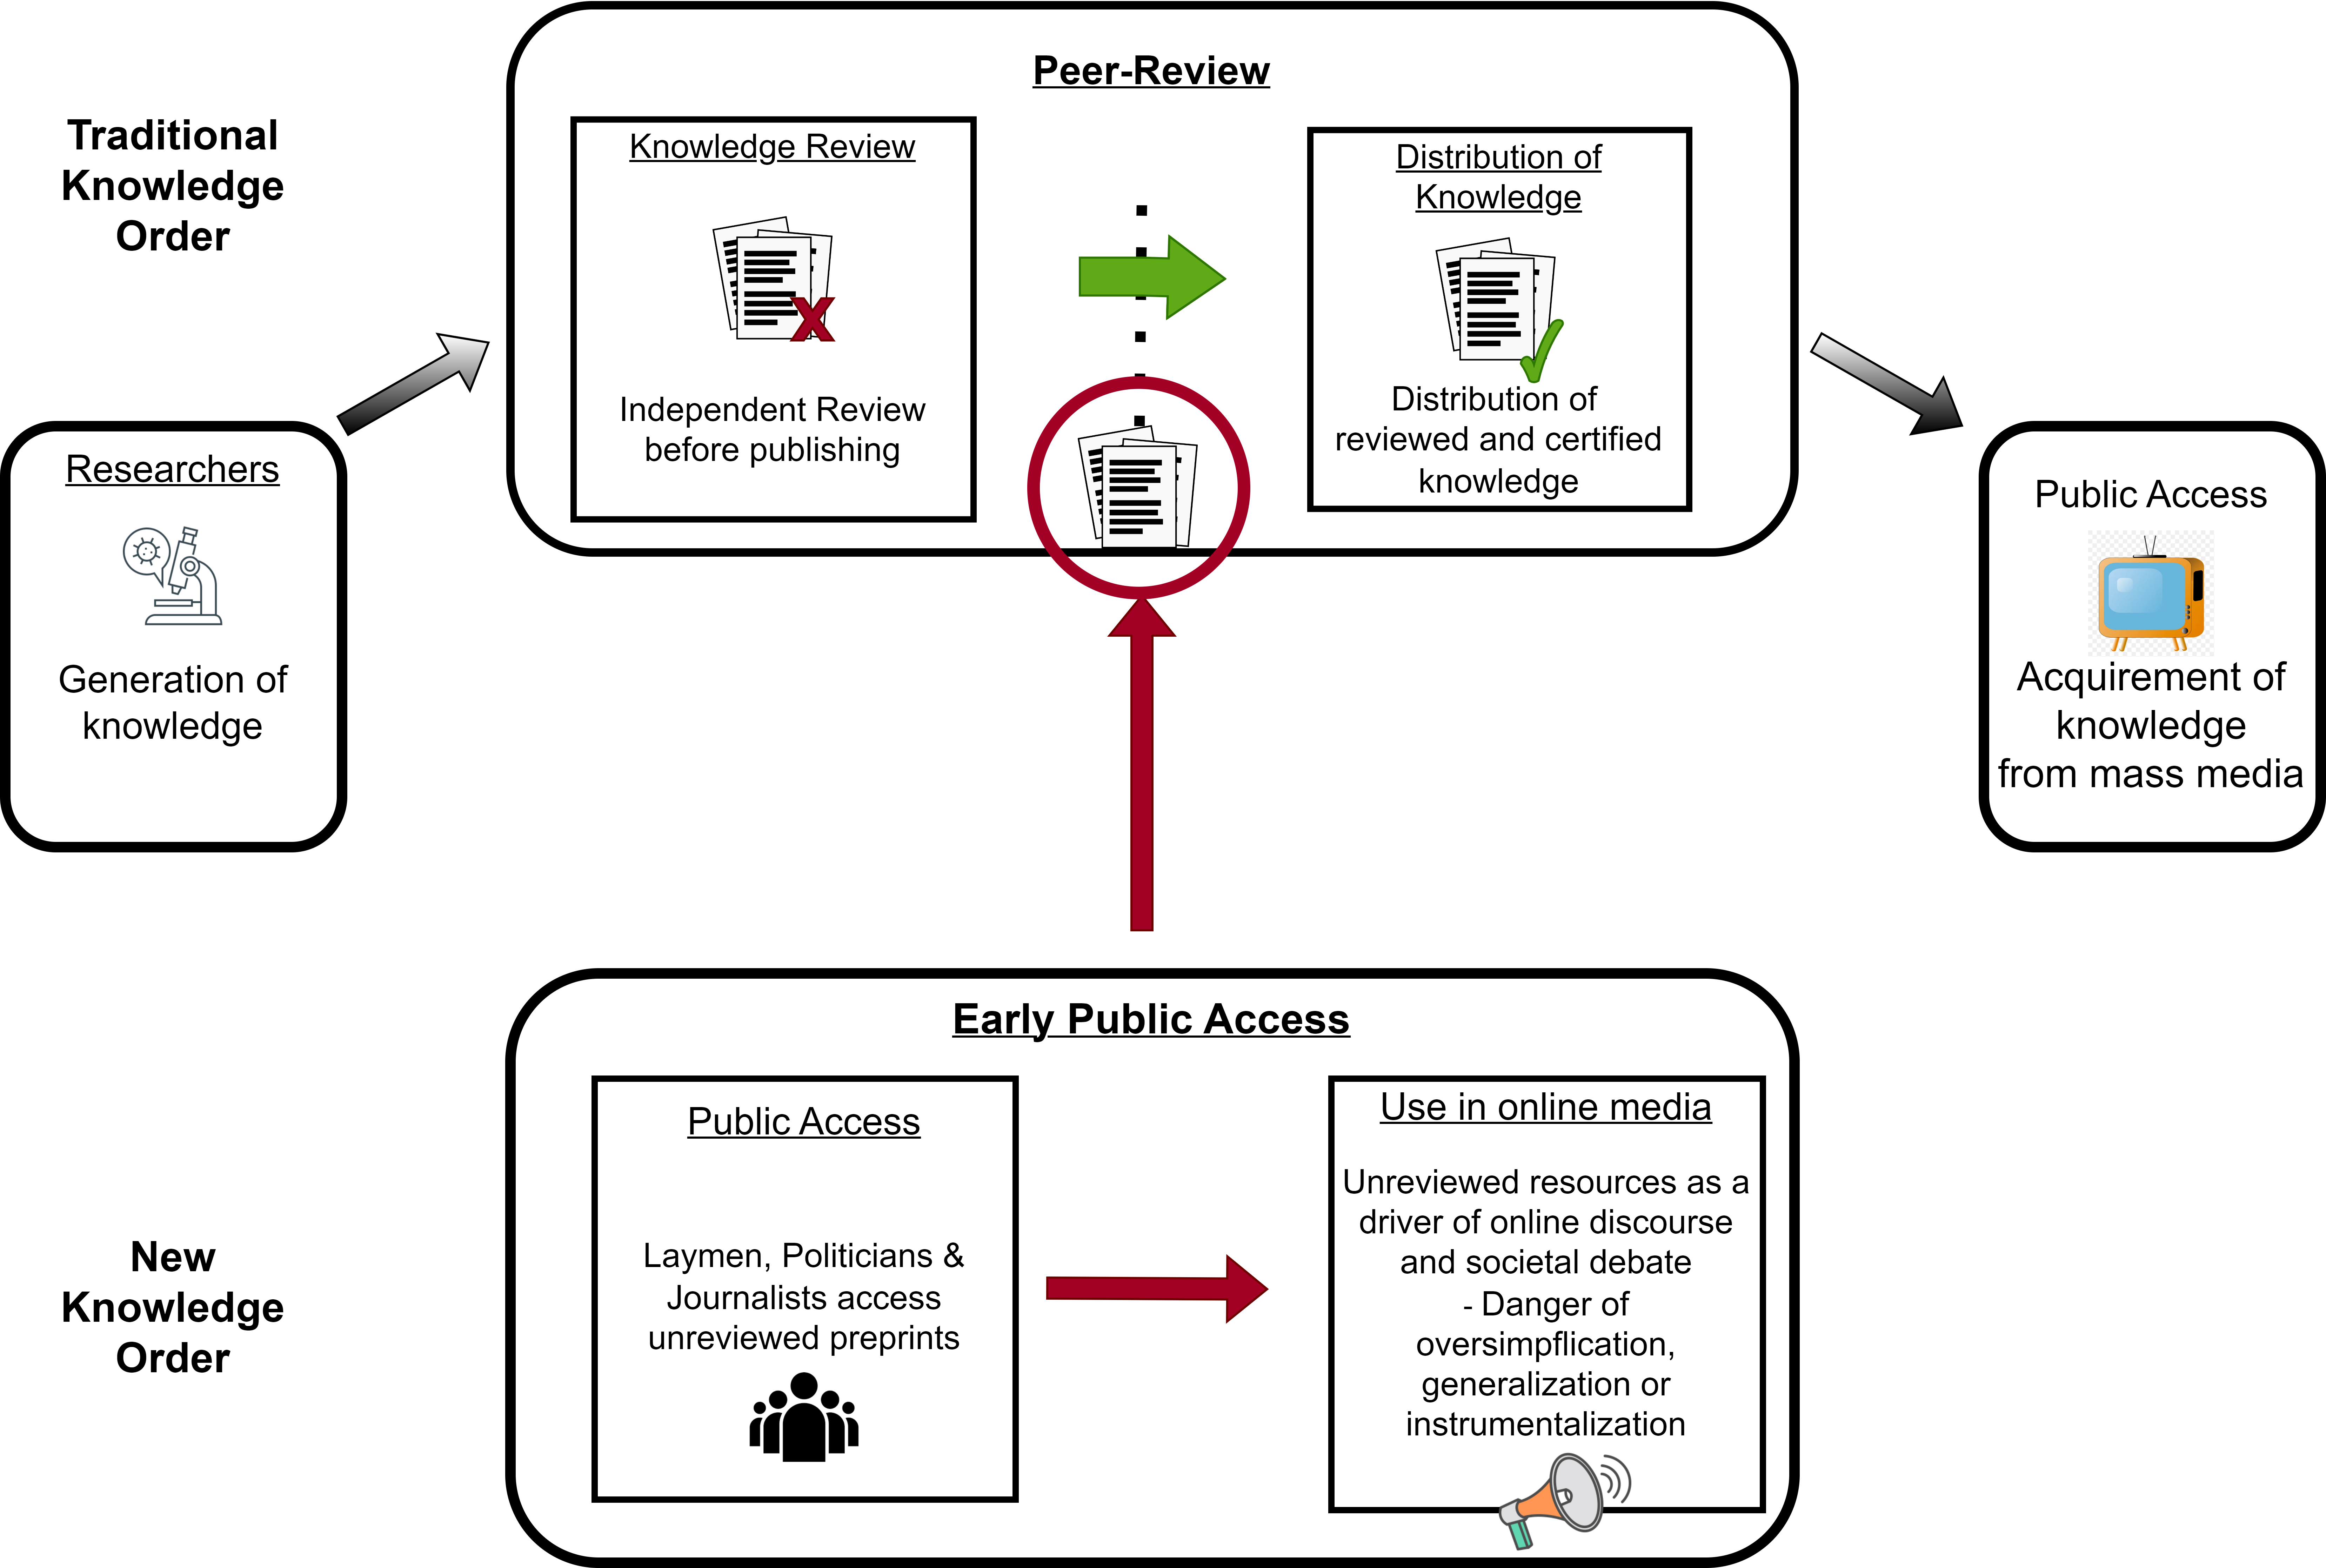 Traditional
Knowledge
Order
Peer-Review
Knowledge Review
Independent Review
before publishing
Distribution of
Knowledge
Distribution of
reviewed and certified
knowledge
Researchers
Generation of
knowledge
Public Access
Acquirement of
knowledge
from mass media
New
Knowledge
Order
Early Public Access
Public Access
Laymen, Politicians &
Journalists access
unreviewed preprints
Use in online media
Unreviewed resources as a
driver of online discourse
and societal debate
- Danger of
oversimpflication,
generalization or
instrumentalization